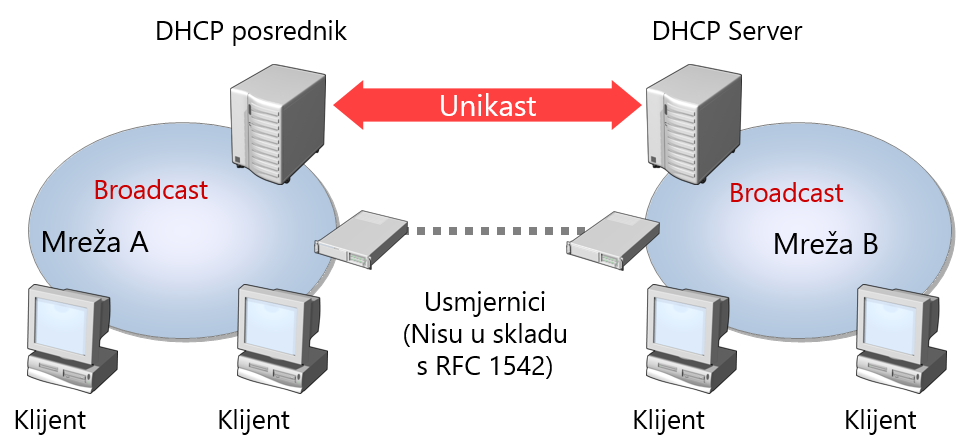 DHCP posrednik
DHCP Server
Unikast
Broadcast
Broadcast
Mreža A
Mreža B
Usmjernici
(Nisu u skladu
s RFC 1542)
Klijent
Klijent
Klijent
Klijent